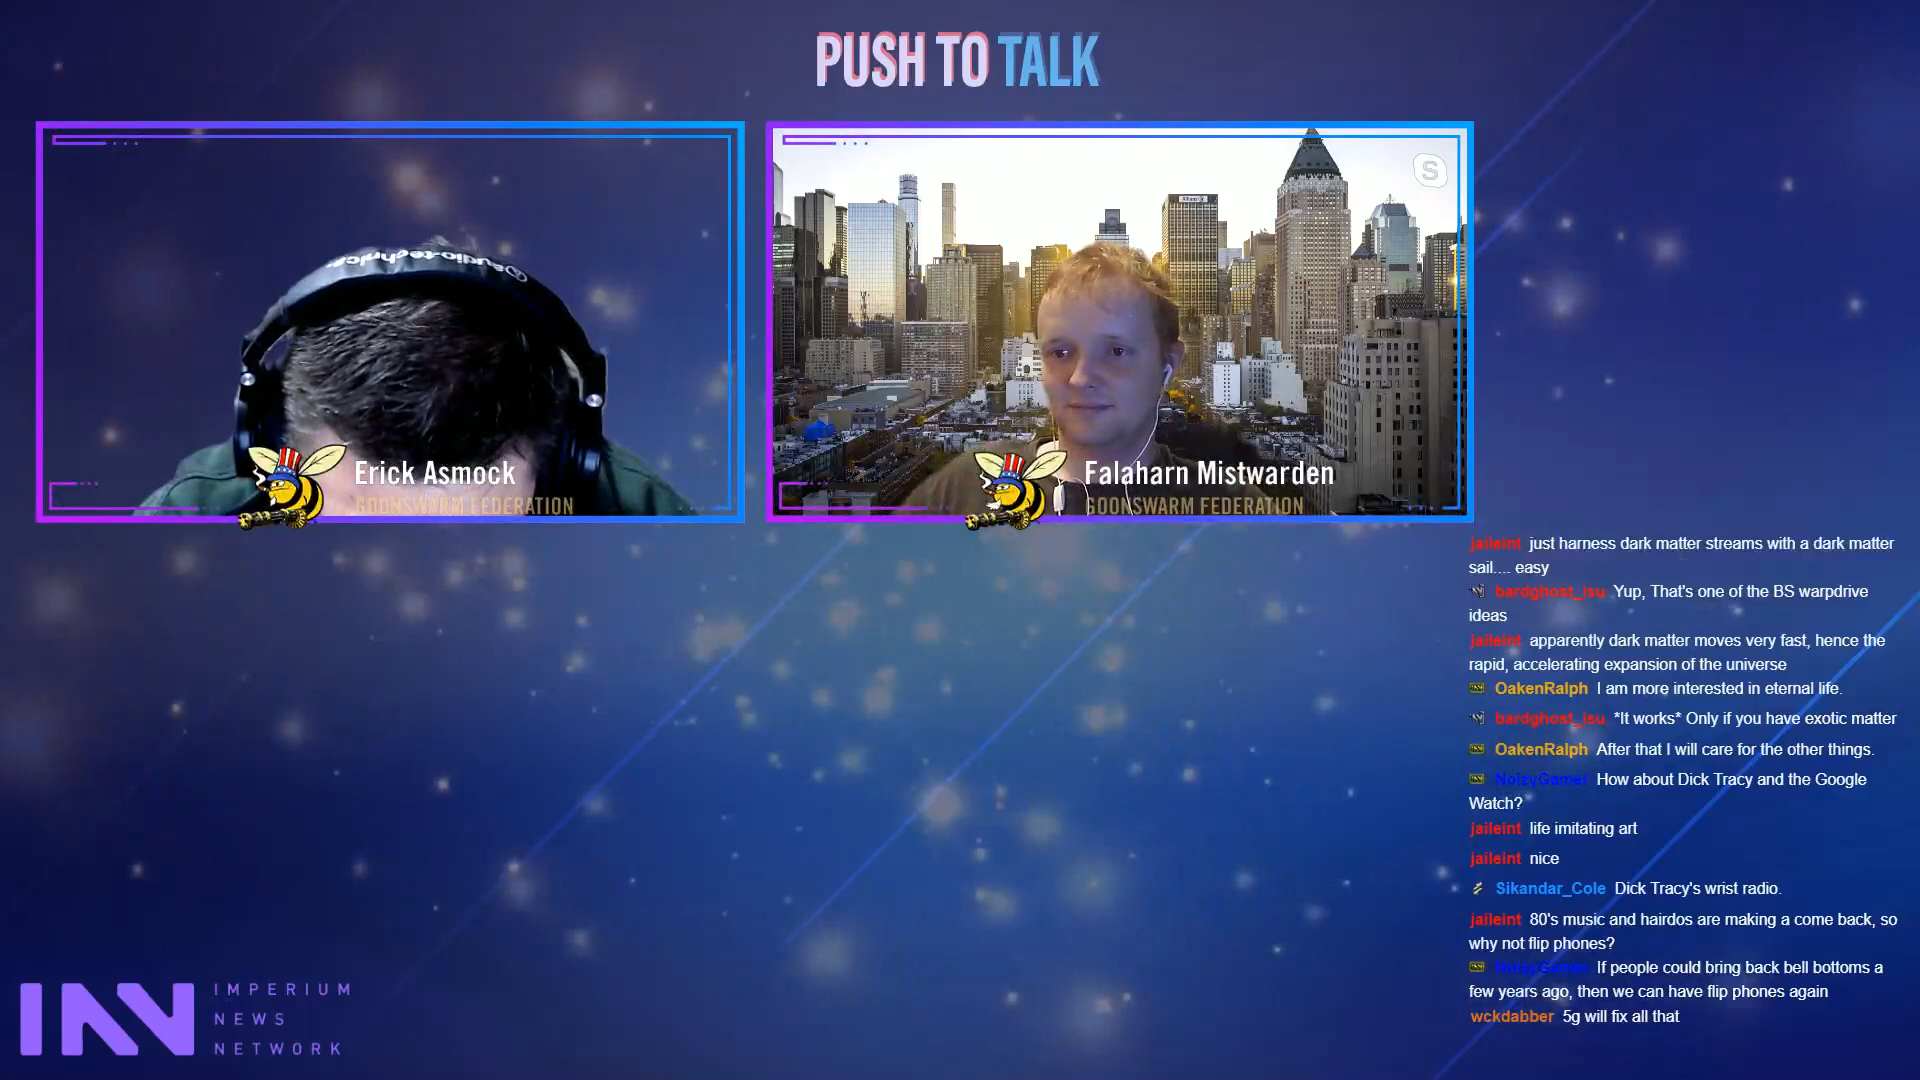 PUSH TO TALK
audio-technica
Allianz
S
Erick Asmock
GOONSWARM FEDERATION
Falaharn Mistwarden
GOONSWARM FEDERATION
jaileint just harness dark matter streams with a dark matter
sail.... easy
bardghost_isu Yup, That's one of the BS warpdrive
ideas
jaileint apparently dark matter moves very fast, hence the
rapid, accelerating expansion of the universe
OakenRalph I am more interested in eternal life.
bardghost_isu *It works* Only if you have exotic matter
OakenRalph After that I will care for the other things.
NoizyGamer How about Dick Tracy and the Google
Watch?
jaileint life imitating art
jaileint nice
Sikandar_Cole Dick Tracy's wrist radio.
jaileint 80's music and hairdos are making a come back, so
why not flip phones?
NoizyGamer If people could bring back bell bottoms a
few years ago, then we can have flip phones again
wckdabber 5g will fix all that
INN
IMPERIUM
NEWS
NETWORK